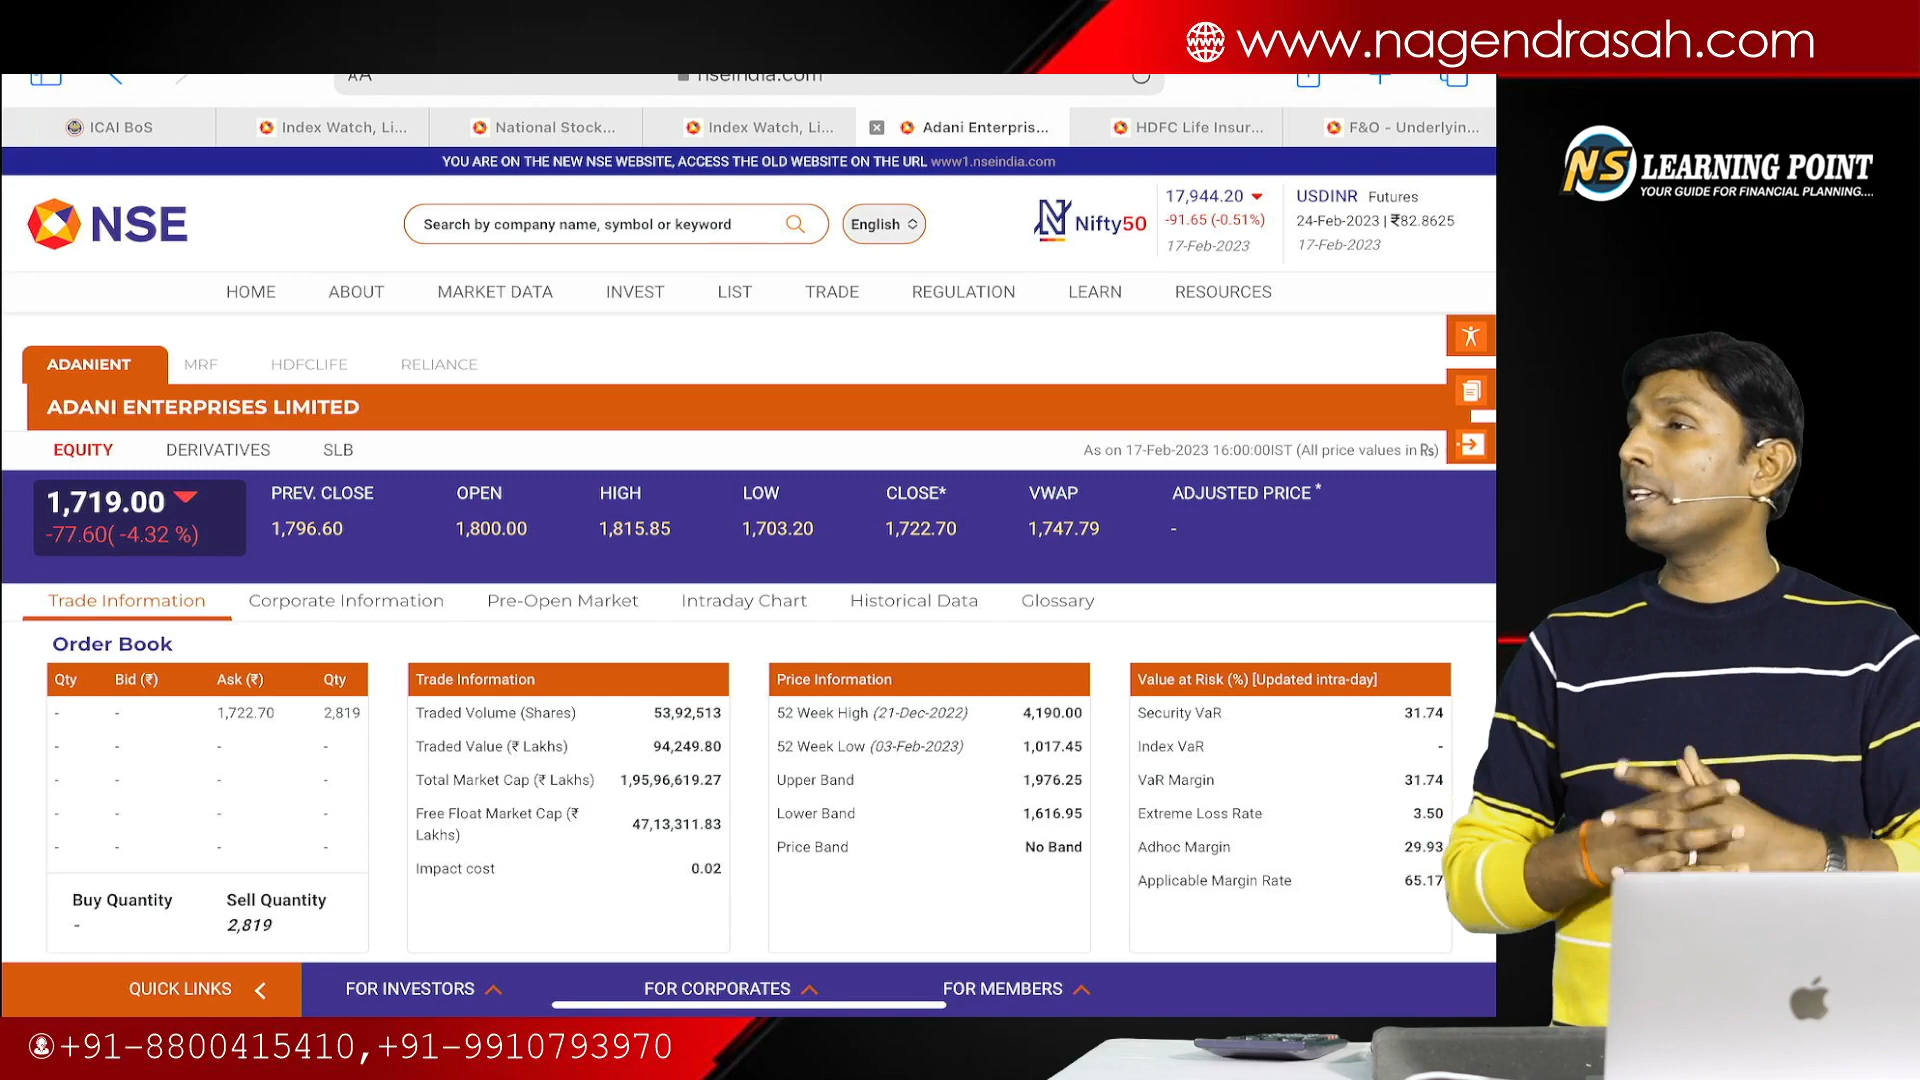 www.nagendrasah.com
AA nseindia.com
ICAI BoS
Index Watch, Li...
National Stock...
Index Watch, Li...
Adani Enterpris...
HDFC Life Insur...
F&O - Underlyin...
YOU ARE ON THE NEW NSE WEBSITE, ACCESS THE OLD WEBSITE ON THE URL www1.nseindia.com
NS LEARNING POINT
YOUR GUIDE FOR FINANCIAL PLANNING....
NSE
Search by company name, symbol or keyword
English
Nifty50
17,944.20
-91.65 (-0.51%)
17-Feb-2023
USDINR Futures
24-Feb-2023 | ₹82.8625
17-Feb-2023
HOME ABOUT MARKET DATA INVEST LIST TRADE REGULATION LEARN RESOURCES
ADANIENT MRF HDFCLIFE RELIANCE
ADANI ENTERPRISES LIMITED
EQUITY DERIVATIVES SLB As on 17-Feb-2023 16:00:00IST (All price values in Rs)
1,719.00
-77.60( -4.32 %)
PREV. CLOSE OPEN HIGH LOW CLOSE* VWAP ADJUSTED PRICE *
1,796.60 1,800.00 1,815.85 1,703.20 1,722.70 1,747.79 -
Trade Information Corporate Information Pre-Open Market Intraday Chart Historical Data Glossary
Order Book
Qty Bid (₹) Ask (₹) Qty
- - 1,722.70 2,819
- - - -
- - - -
- - - -
- - - -
Buy Quantity Sell Quantity
- 2,819
Trade Information
Traded Volume (Shares) 53,92,513
Traded Value (₹ Lakhs) 94,249.80
Total Market Cap (₹ Lakhs) 1,95,96,619.27
Free Float Market Cap (₹
Lakhs) 47,13,311.83
Impact cost 0.02
Price Information
52 Week High (21-Dec-2022) 4,190.00
52 Week Low (03-Feb-2023) 1,017.45
Upper Band 1,976.25
Lower Band 1,616.95
Price Band No Band
Value at Risk (%) [Updated intra-day]
Security VaR 31.74
Index VaR -
VaR Margin 31.74
Extreme Loss Rate 3.50
Adhoc Margin 29.93
Applicable Margin Rate 65.17
QUICK LINKS FOR INVESTORS FOR CORPORATES FOR MEMBERS
+91-8800415410,+91-9910793970